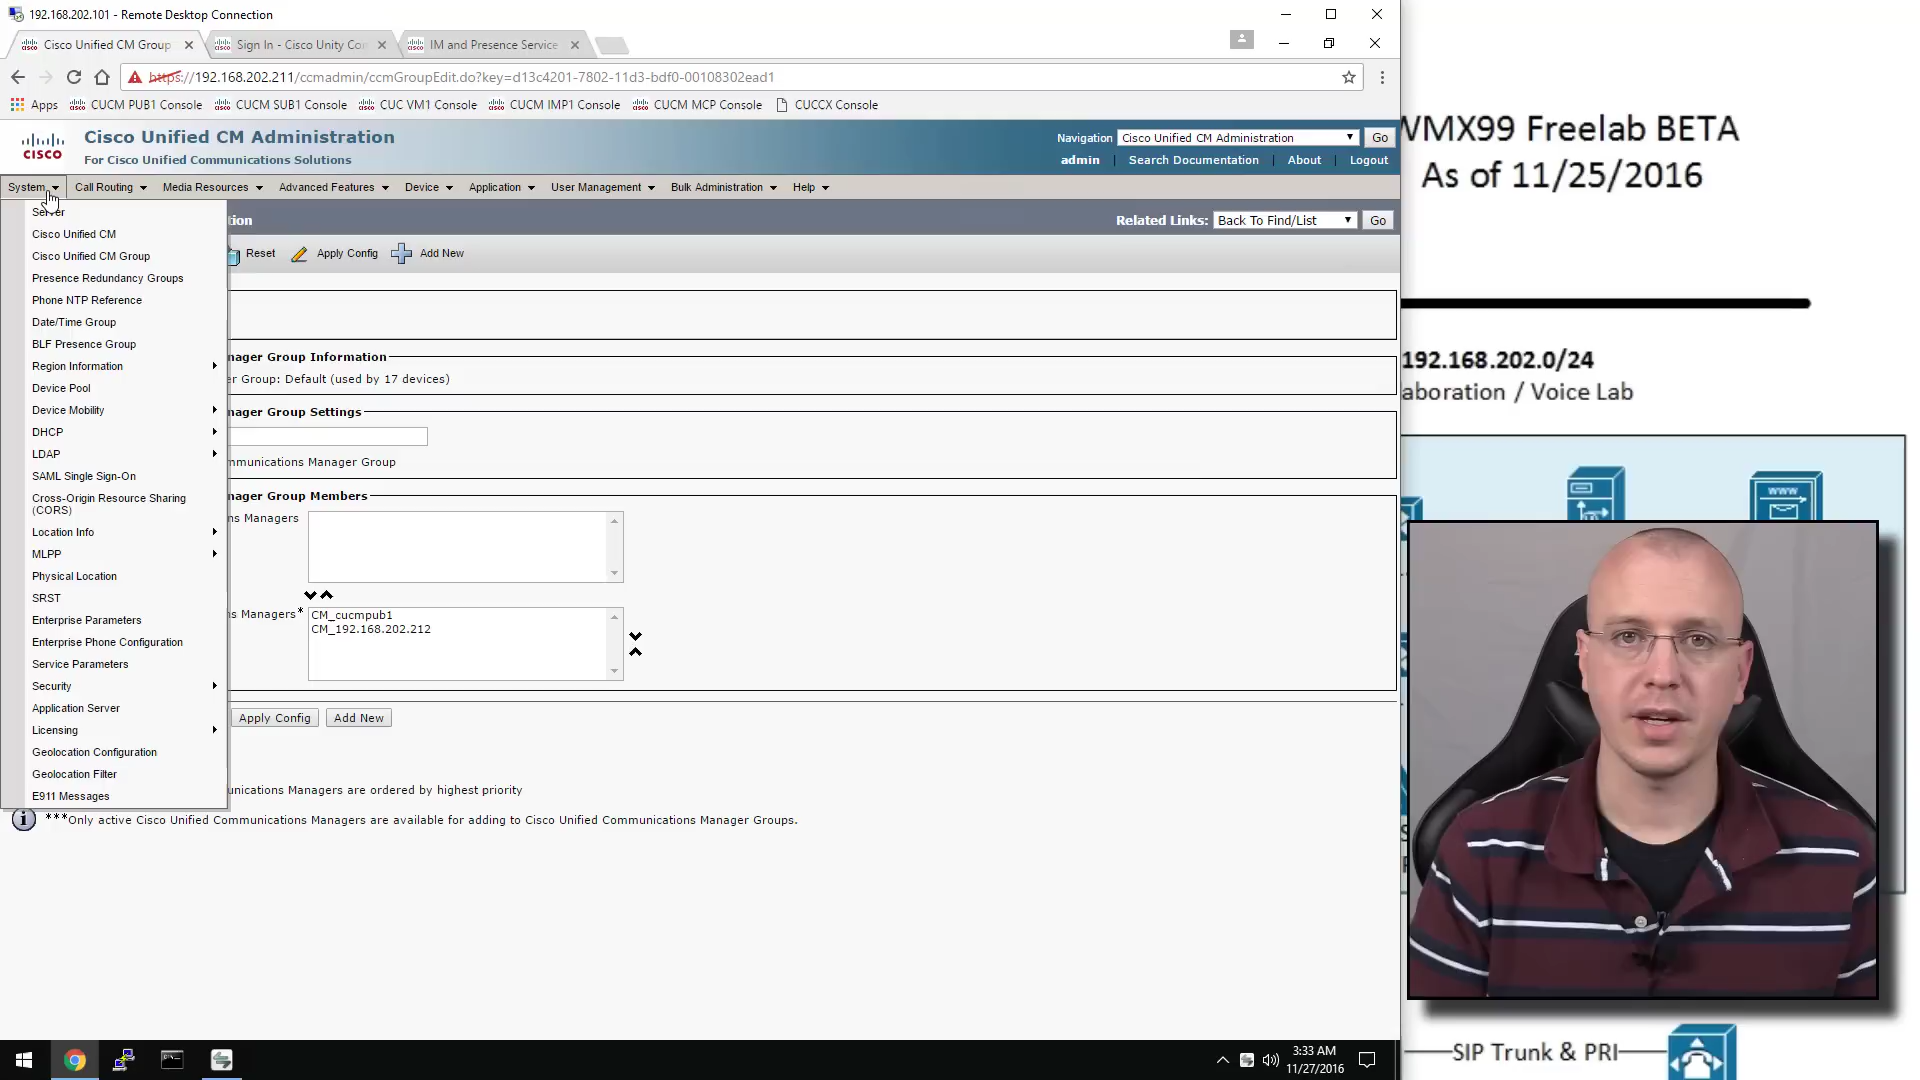 192.168.202.101 - Remote Desktop Connection
Cisco Unified CM Group
Sign In - Cisco Unity Con
IM and Presence Service
https://192.168.202.211/ccmadmin/ccmGroupEdit.do?key=d13c4201-7802-11d3-bdf0-00108302ead1
Apps CUCM PUB1 Console CUCM SUB1 Console CUC VM1 Console CUCM IMP1 Console CUCM MCP Console CUCCX Console
CISCO
Cisco Unified CM Administration
For Cisco Unified Communications Solutions
Navigation Cisco Unified CM Administration Go
admin Search Documentation About Logout
System Call Routing Media Resources Advanced Features Device Application User Management Bulk Administration Help
Server
Cisco Unified CM
Cisco Unified CM Group
Presence Redundancy Groups
Phone NTP Reference
Date/Time Group
BLF Presence Group
Region Information
Device Pool
Device Mobility
DHCP
LDAP
SAML Single Sign-On
Cross-Origin Resource Sharing
(CORS)
Location Info
MLPP
Physical Location
SRST
Enterprise Parameters
Enterprise Phone Configuration
Service Parameters
Security
Application Server
Licensing
Geolocation Configuration
Geolocation Filter
E911 Messages
tion
Related Links: Back To Find/List Go
Reset Apply Config Add New
nager Group Information
er Group: Default (used by 17 devices)
nager Group Settings
mmunications Manager Group
nager Group Members
ns Managers
ns Managers*
CM_cucmpub1
CM_192.168.202.212
Apply Config Add New
unications Managers are ordered by highest priority
***Only active Cisco Unified Communications Managers are available for adding to Cisco Unified Communications Manager Groups.
3:33 AM
11/27/2016
WMX99 Freelab BETA
As of 11/25/2016
192.168.202.0/24
aboration / Voice Lab
www
SIP Trunk & PRI